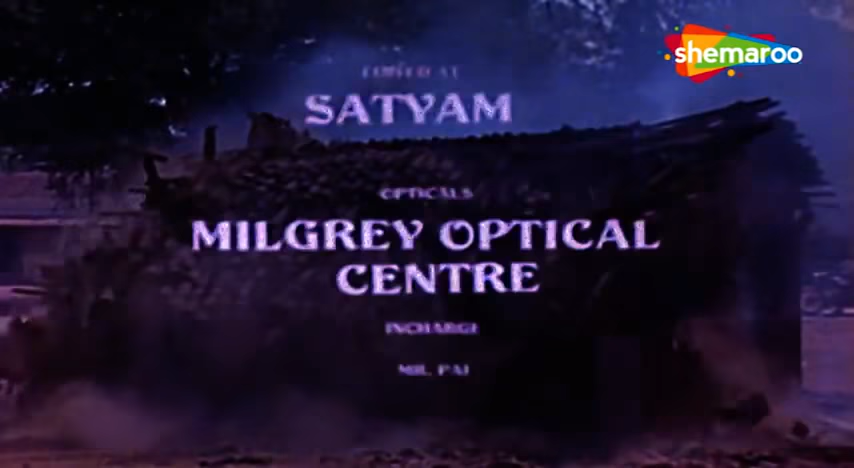 shemaroo
SATYAM
OPTICALS
MILGREY OPTICAL
CENTRE
INCHARGE